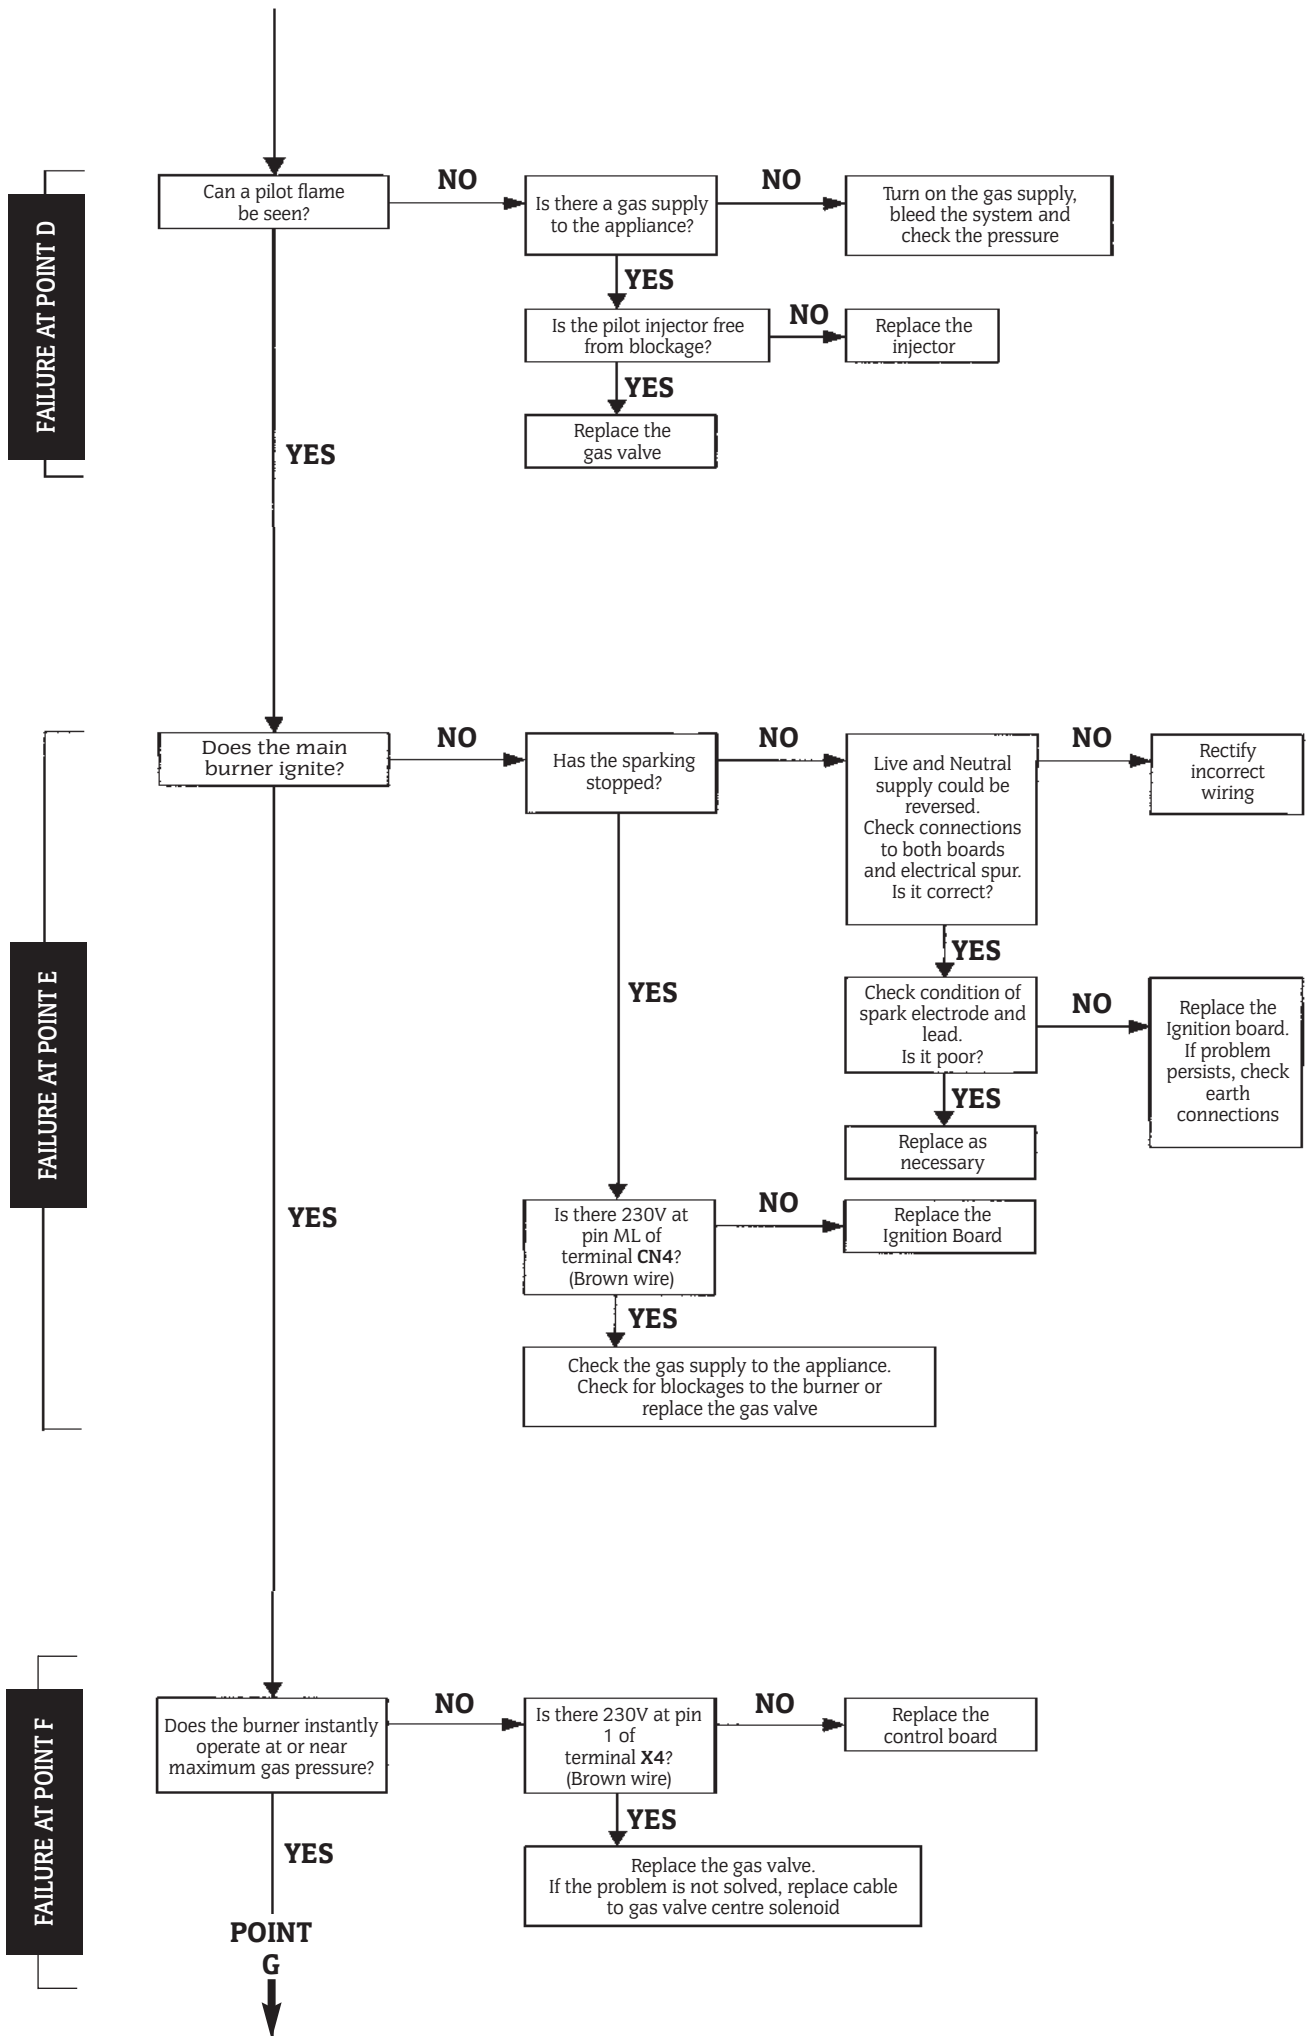 FAILURE AT POINT D
Can a pilot flame
be seen?
NO
Is there a gas supply
to the appliance?
NO
Turn on the gas supply,
bleed the system and
check the pressure
YES
Is the pilot injector free
from blockage?
NO
Replace the
injector
YES
Replace the
gas valve
YES
FAILURE AT POINT E
Does the main
burner ignite?
NO
Has the sparking
stopped?
NO
Live and Neutral
supply could be
reversed.
Check connections
to both boards
and electrical spur.
Is it correct?
NO
Rectify
incorrect
wiring
YES
Check condition of
spark electrode and
lead.
Is it poor?
NO
Replace the
Ignition board.
If problem
persists, check
earth
connections
YES
Replace as
necessary
YES
Is there 230V at
pin ML of
terminal CN4?
(Brown wire)
NO
Replace the
Ignition Board
YES
Check the gas supply to the appliance.
Check for blockages to the burner or
replace the gas valve
YES
FAILURE AT POINT F
Does the burner instantly
operate at or near
maximum gas pressure?
NO
Is there 230V at pin
1 of
terminal X4?
(Brown wire)
NO
Replace the
control board
YES
Replace the gas valve.
If the problem is not solved, replace cable
to gas valve centre solenoid
YES
POINT
G